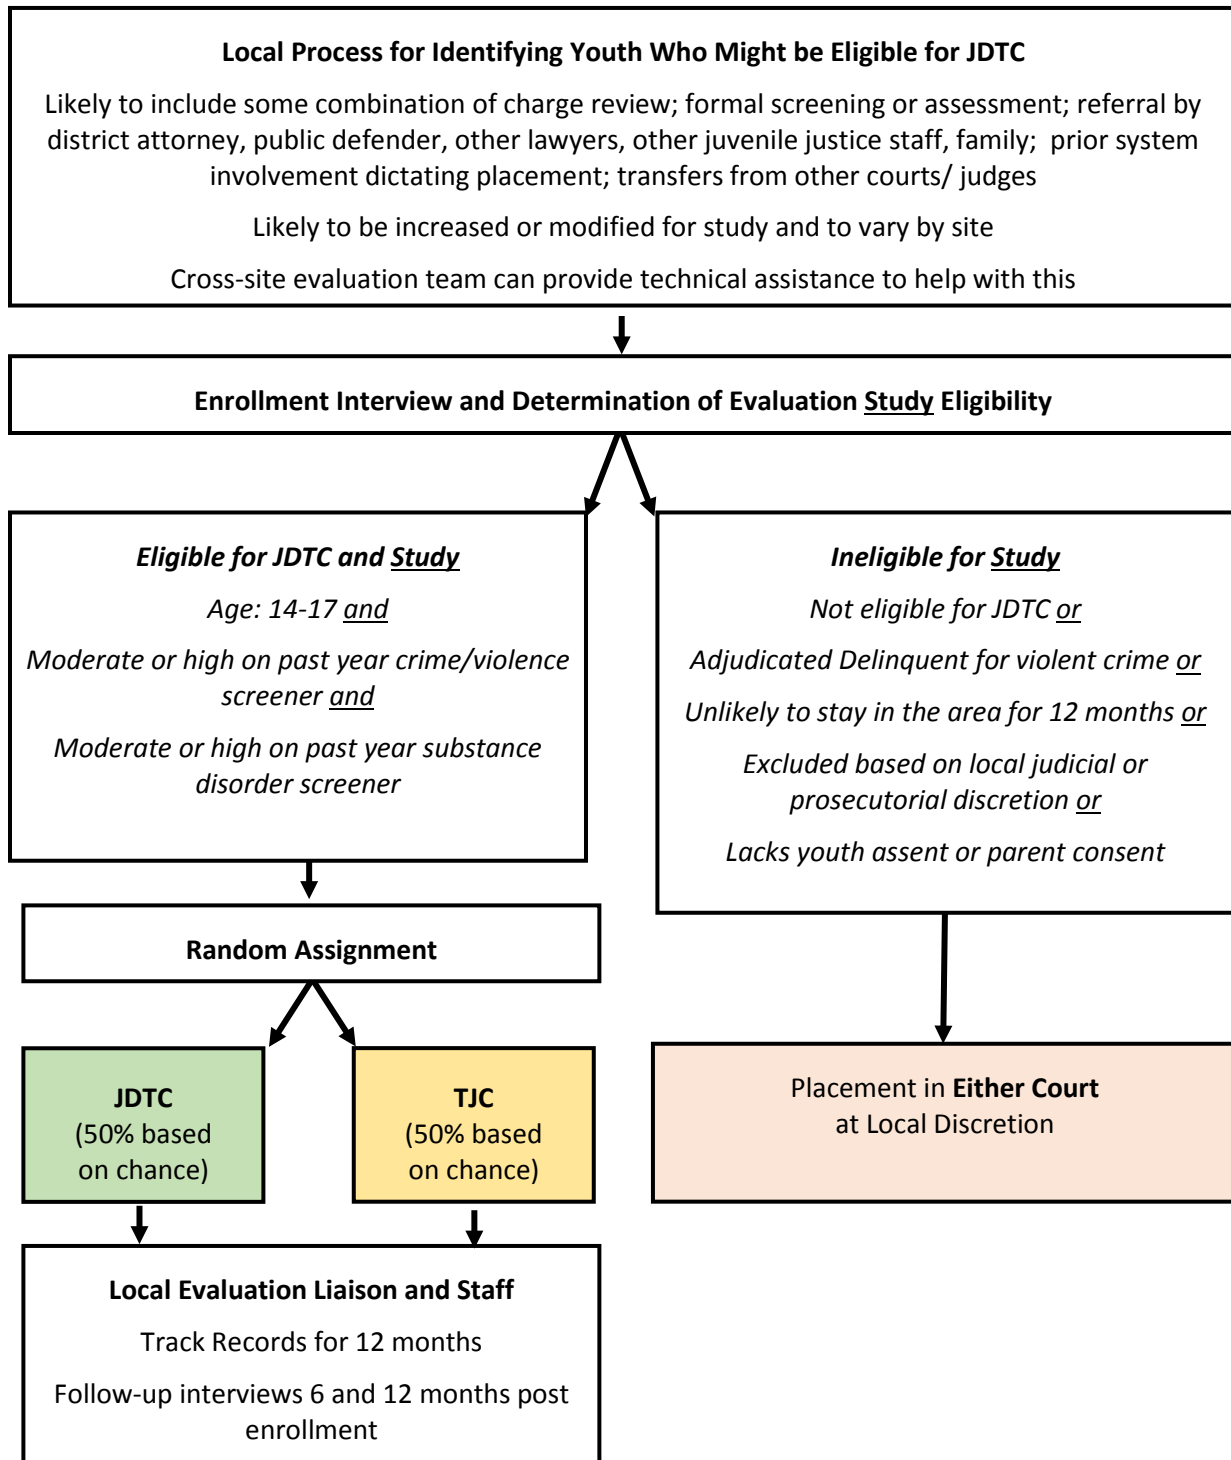 Local Process for Identifying Youth Who Might be Eligible for JDTC
Likely to include some combination of charge review; formal screening or assessment; referral by
district attorney, public defender, other lawyers, other juvenile justice staff, family;  prior system
involvement dictating placement; transfers from other courts/ judges
Likely to be increased or modified for study and to vary by site
Cross-site evaluation team can provide technical assistance to help with this
Enrollment Interview and Determination of Evaluation Study Eligibility
Eligible for JDTC and Study
Age: 14-17 and
Moderate or high on past year crime/violence
screener and
Moderate or high on past year substance
disorder screener
Ineligible for Study
Not eligible for JDTC or
Adjudicated Delinquent for violent crime or
Unlikely to stay in the area for 12 months or
Excluded based on local judicial or
prosecutorial discretion or
Lacks youth assent or parent consent
Random Assignment
JDTC
(50% based
on chance)
TJC
(50% based
on chance)
Placement in Either Court
at Local Discretion
Local Evaluation Liaison and Staff
Track Records for 12 months
Follow-up interviews 6 and 12 months post
enrollment